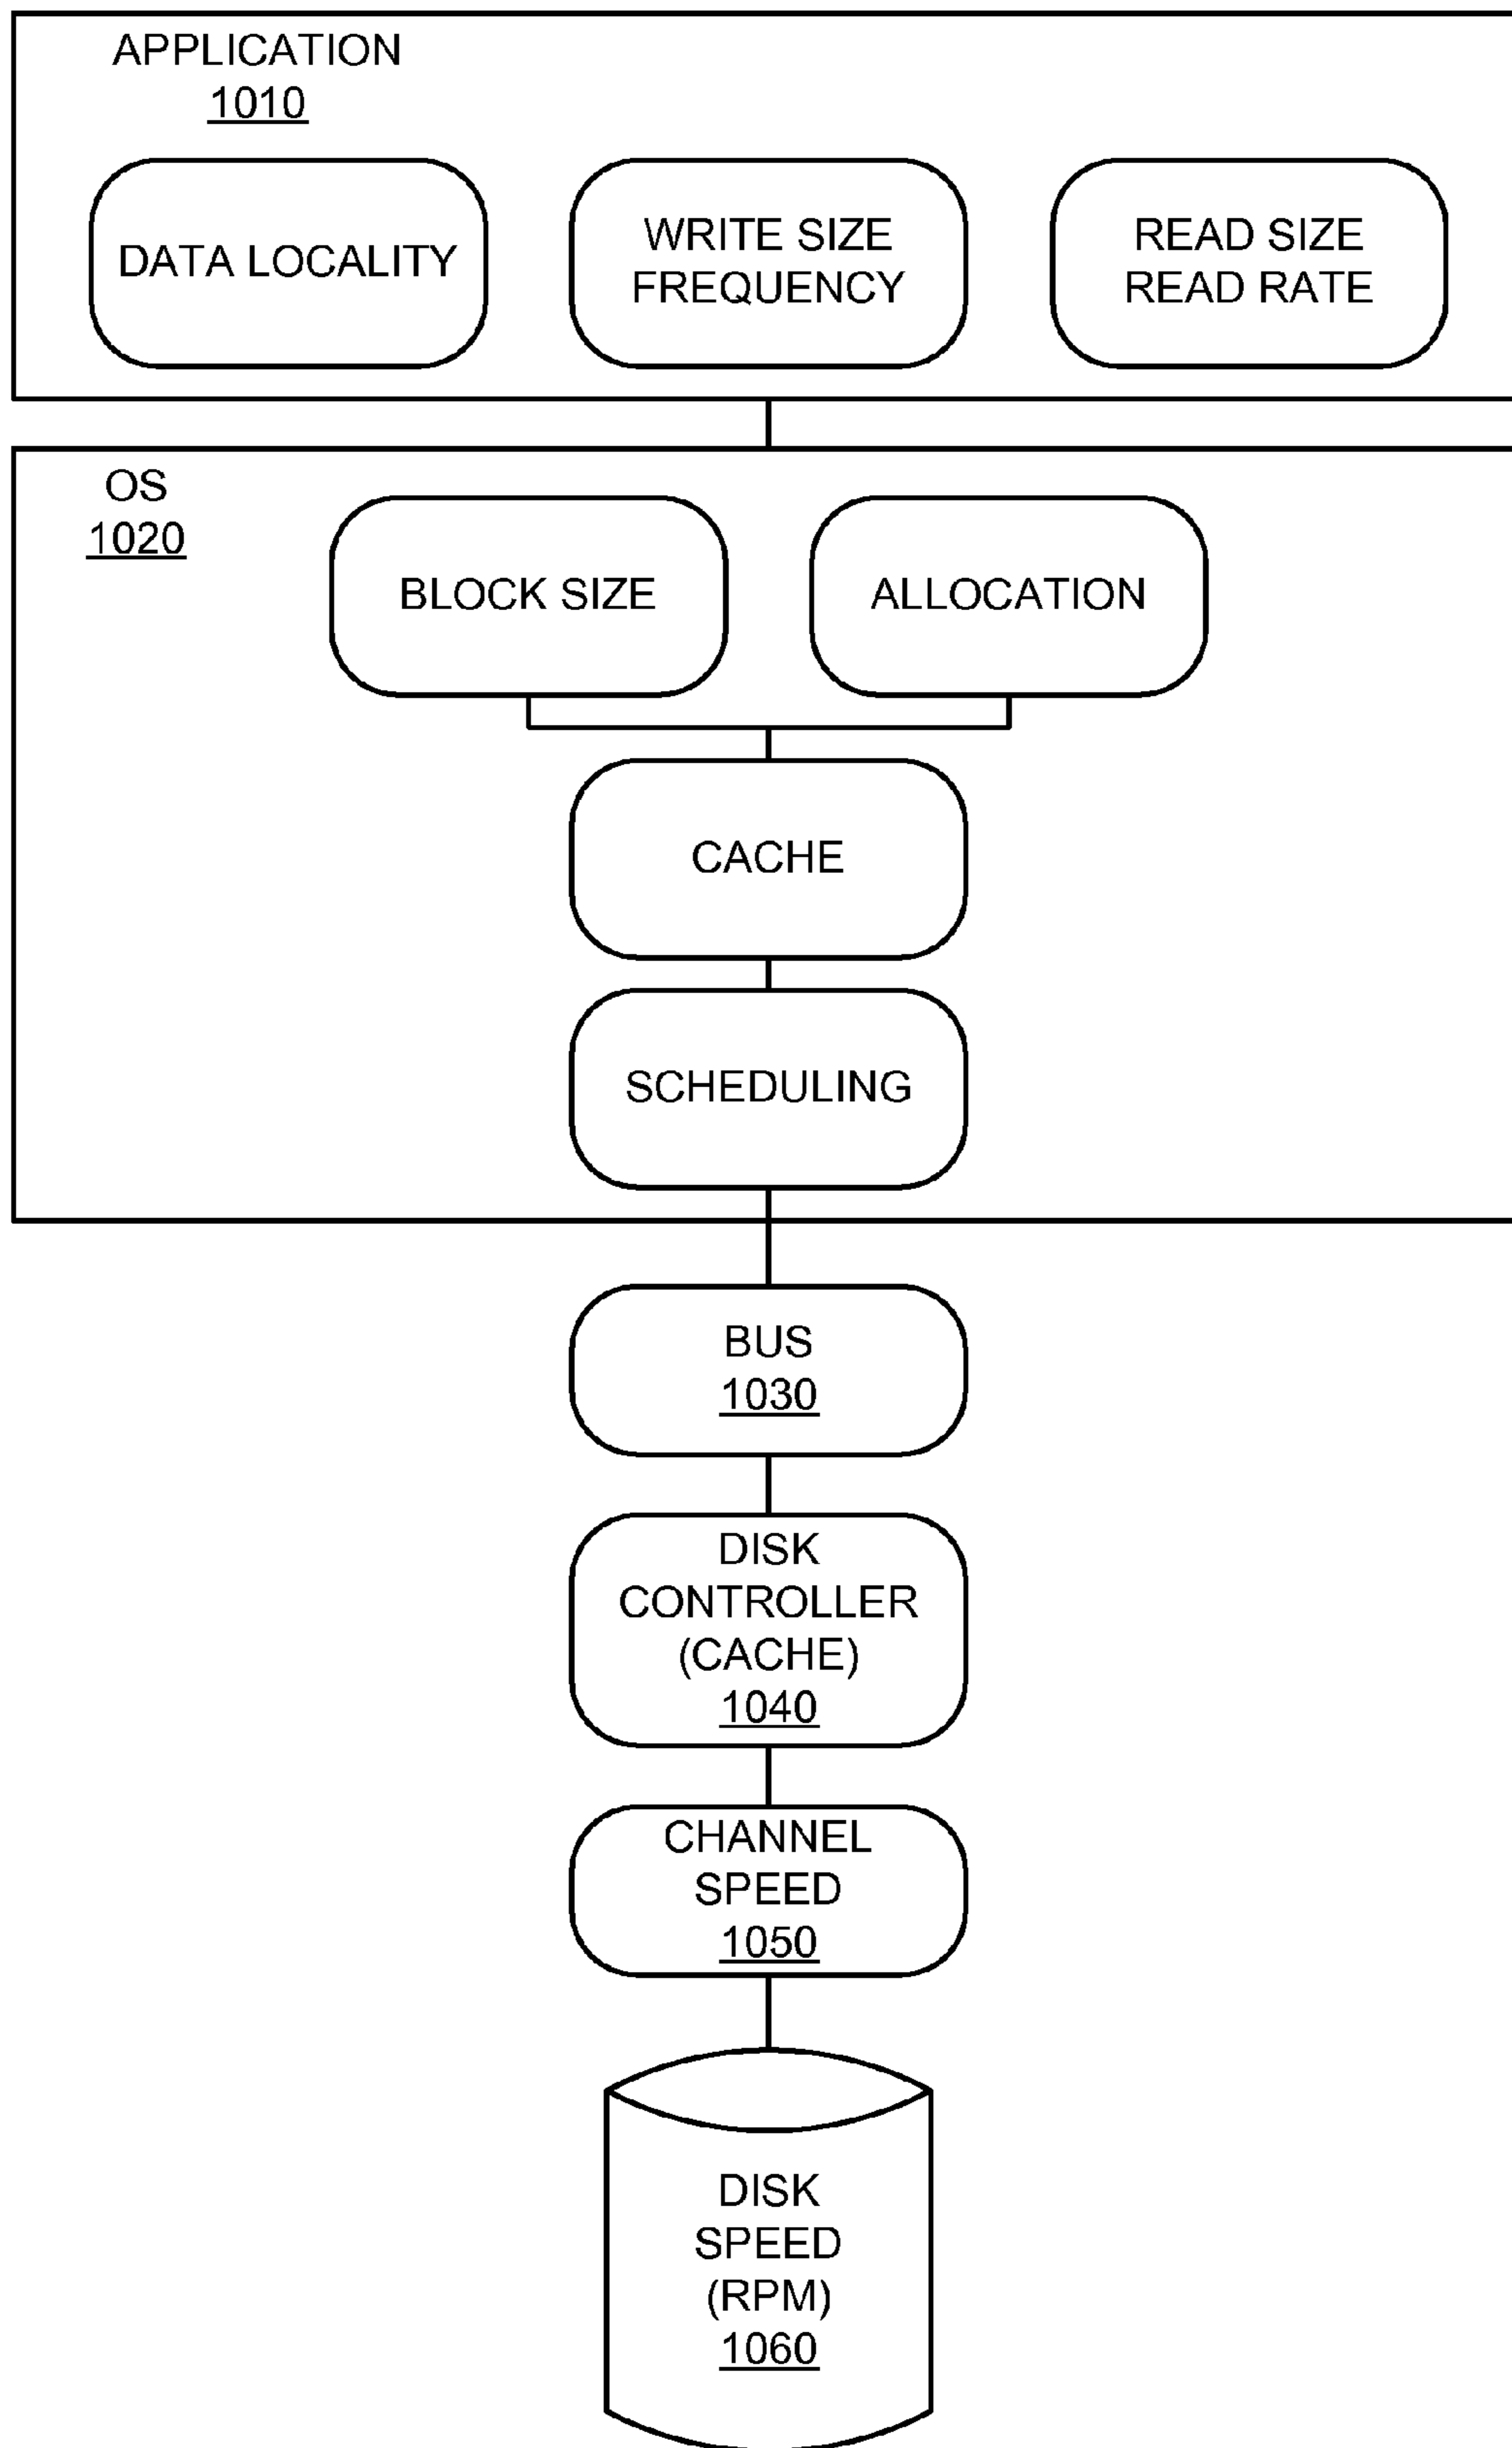 APPLICATION
1010
DATA LOCALITY
WRITE SIZE
FREQUENCY
READ SIZE
READ RATE
OS
1020
BLOCK SIZE
ALLOCATION
CACHE
SCHEDULING
BUS
1030
DISK
CONTROLLER
(CACHE)
1040
CHANNEL
SPEED
1050
DISK
SPEED
(RPM)
1060